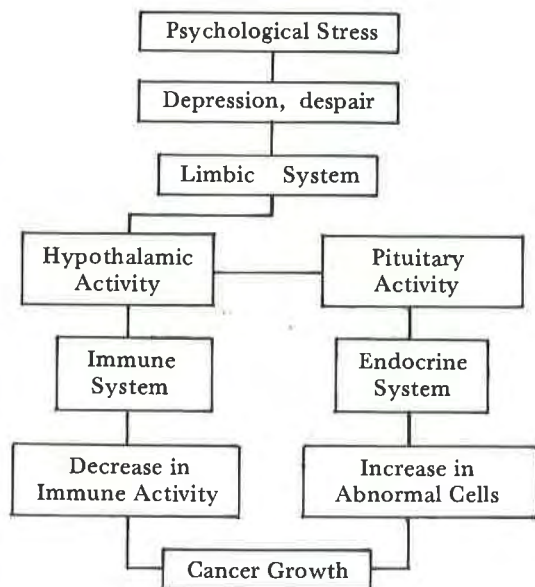 Psychological Stress
Depression, despair
Limbic System
Hypothalamic
Activity
Pituitary
Activity
Immune
System
Endocrine
System
Decrease in
Immune Activity
Increase in
Abnormal Cells
Cancer Growth